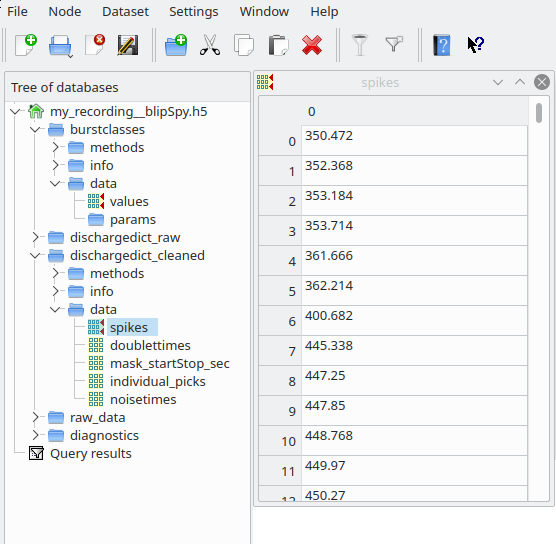 File Node Dataset Settings Window Help
Tree of databases
my_recording__blipSpy.h5
burstclasses
methods
info
data
values
params
dischargedict_raw
dischargedict_cleaned
methods
info
data
spikes
doublettimes
mask_startStop_sec
individual_picks
noisetimes
raw_data
diagnostics
Query results
spikes
0
0 350.472
1 352.368
2 353.184
3 353.714
4 361.666
5 362.214
6 400.682
7 445.338
8 447.25
9 447.85
10 448.768
11 449.97
12 450.27